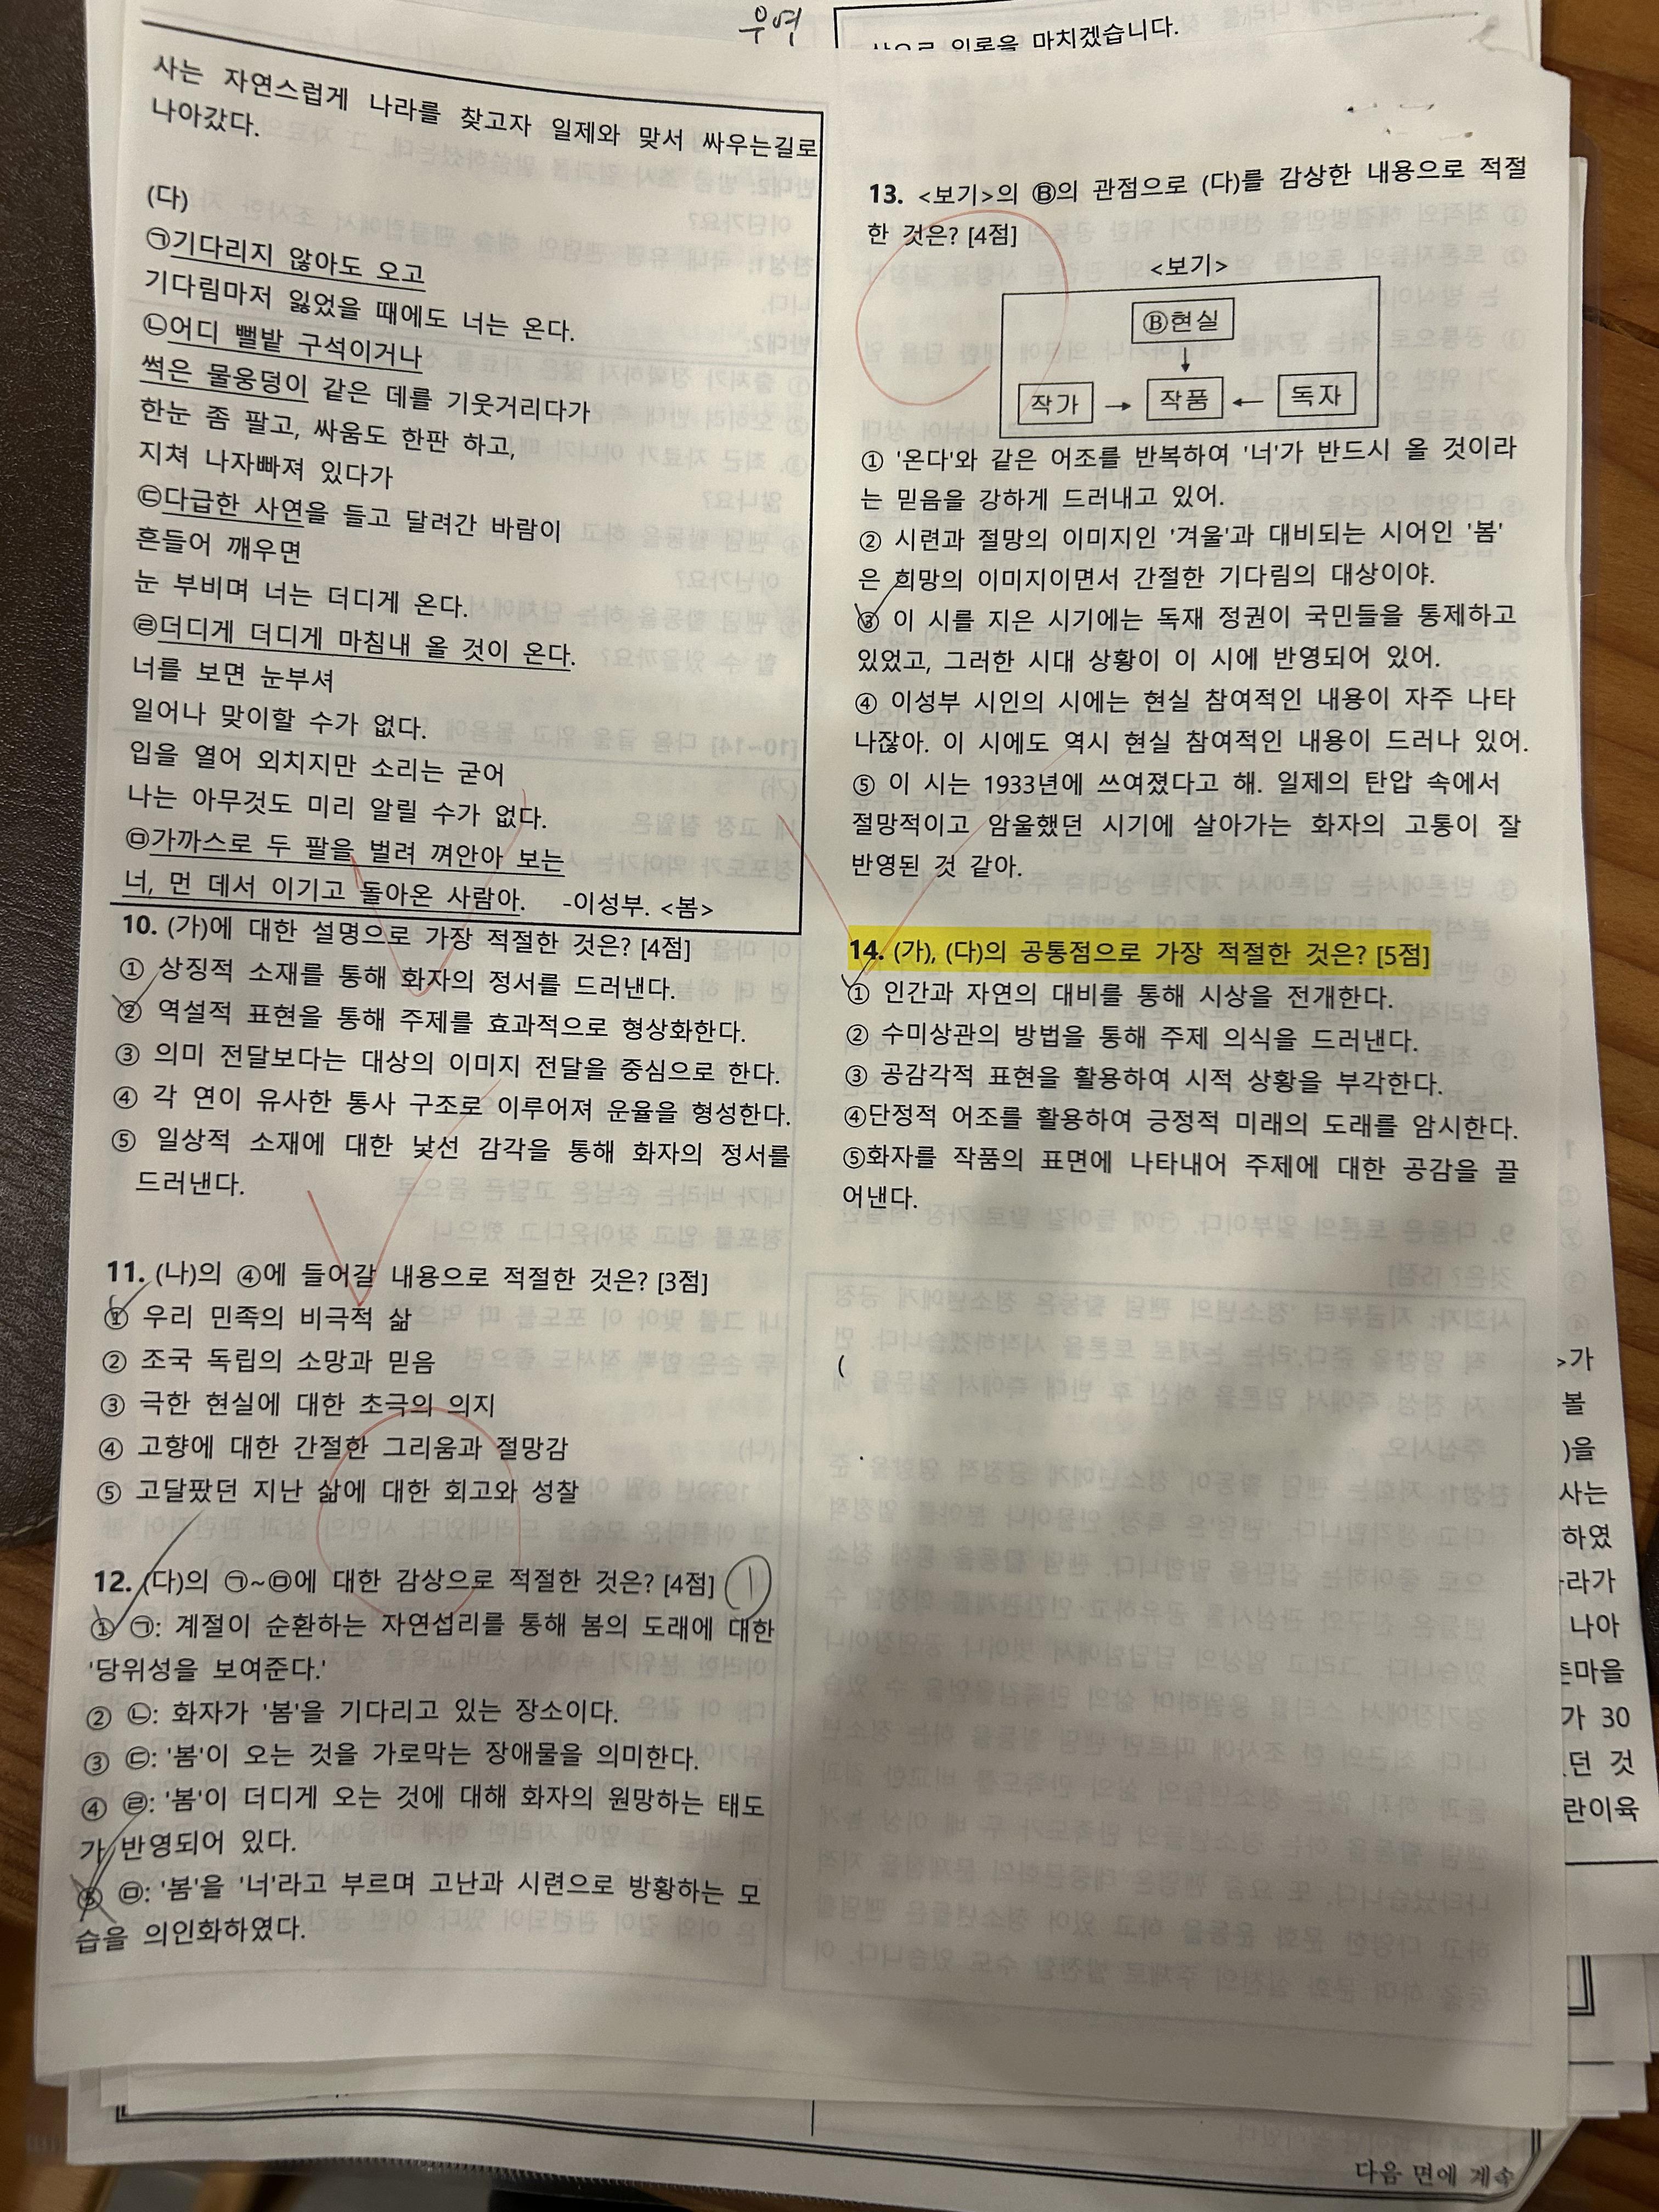 우연
상으로 입론을 마치겠습니다.
사는 자연스럽게 나라를 찾고자 일제와 맞서 싸우는길로
나아갔다.
(다)
㉠기다리지 않아도 오고
기다림마저 잃었을 때에도 너는 온다.
㉡어디 뻘밭 구석이거나
썩은 물웅덩이 같은 데를 기웃거리다가
한눈 좀 팔고, 싸움도 한판 하고,
지쳐 나자빠져 있다가
㉢다급한 사연을 들고 달려간 바람이
흔들어 깨우면
눈 부비며 너는 더디게 온다.
㉣더디게 더디게 마침내 올 것이 온다.
너를 보면 눈부셔
일어나 맞이할 수가 없다.
입을 열어 외치지만 소리는 굳어
나는 아무것도 미리 알릴 수가 없다.
㉤가까스로 두 팔을 벌려 껴안아 보는
너, 먼 데서 이기고 돌아온 사람아. -이성부. <봄>
10. (가)에 대한 설명으로 가장 적절한 것은? [4점]
① 상징적 소재를 통해 화자의 정서를 드러낸다.
② 역설적 표현을 통해 주제를 효과적으로 형상화한다.
③ 의미 전달보다는 대상의 이미지 전달을 중심으로 한다.
④ 각 연이 유사한 통사 구조로 이루어져 운율을 형성한다.
⑤ 일상적 소재에 대한 낯선 감각을 통해 화자의 정서를
드러낸다.
11. (나)의 ④에 들어갈 내용으로 적절한 것은? [3점]
① 우리 민족의 비극적 삶
② 조국 독립의 소망과 믿음
③ 극한 현실에 대한 초극의 의지
④ 고향에 대한 간절한 그리움과 절망감
⑤ 고달팠던 지난 삶에 대한 회고와 성찰
12. (다)의 ㉠~㉤에 대한 감상으로 적절한 것은? [4점] ①
① ㉠: 계절이 순환하는 자연섭리를 통해 봄의 도래에 대한
'당위성을 보여준다.'
② ㉡: 화자가 '봄'을 기다리고 있는 장소이다.
③ ㉢: '봄'이 오는 것을 가로막는 장애물을 의미한다.
④ ㉣: '봄'이 더디게 오는 것에 대해 화자의 원망하는 태도
가 반영되어 있다.
⑤ ㉤: '봄'을 '너'라고 부르며 고난과 시련으로 방황하는 모
습을 의인화하였다.
13. <보기>의 Ⓑ의 관점으로 (다)를 감상한 내용으로 적절
한 것은? [4점]
<보기>
Ⓑ현실
↓
작가 → 작품 ← 독자
① '온다'와 같은 어조를 반복하여 '너'가 반드시 올 것이라
는 믿음을 강하게 드러내고 있어.
② 시련과 절망의 이미지인 '겨울'과 대비되는 시어인 '봄'
은 희망의 이미지이면서 간절한 기다림의 대상이야.
③ 이 시를 지은 시기에는 독재 정권이 국민들을 통제하고
있었고, 그러한 시대 상황이 이 시에 반영되어 있어.
④ 이성부 시인의 시에는 현실 참여적인 내용이 자주 나타
나잖아. 이 시에도 역시 현실 참여적인 내용이 드러나 있어.
⑤ 이 시는 1933년에 쓰여졌다고 해. 일제의 탄압 속에서
절망적이고 암울했던 시기에 살아가는 화자의 고통이 잘
반영된 것 같아.
14. (가), (다)의 공통점으로 가장 적절한 것은? [5점]
① 인간과 자연의 대비를 통해 시상을 전개한다.
② 수미상관의 방법을 통해 주제 의식을 드러낸다.
③ 공감각적 표현을 활용하여 시적 상황을 부각한다.
④단정적 어조를 활용하여 긍정적 미래의 도래를 암시한다.
⑤화자를 작품의 표면에 나타내어 주제에 대한 공감을 끌
어낸다.
(
>가
볼
)을
사는
하였
라가
나아
촌마을
가 30
던 것
란이육
다음 면에 계속